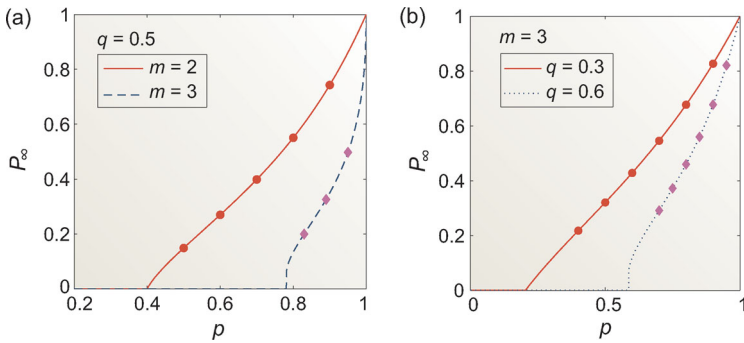 (a)
q = 0.5
m = 2
m = 3
P∞
1
0.8
0.6
0.4
0.2
0
0.2 0.4 0.6 0.8 1
p
(b)
m = 3
q = 0.3
q = 0.6
P∞
1
0.8
0.6
0.4
0.2
0
0 0.5 1
p